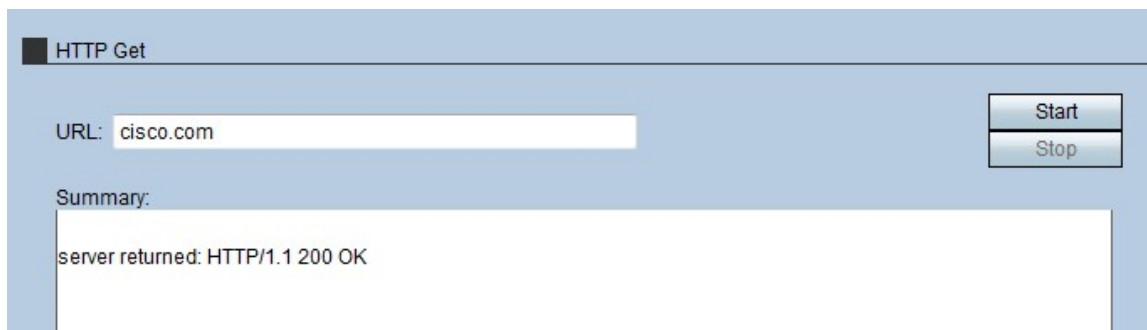 HTTP Get
URL: cisco.com
Start
Stop
Summary:
server returned: HTTP/1.1 200 OK